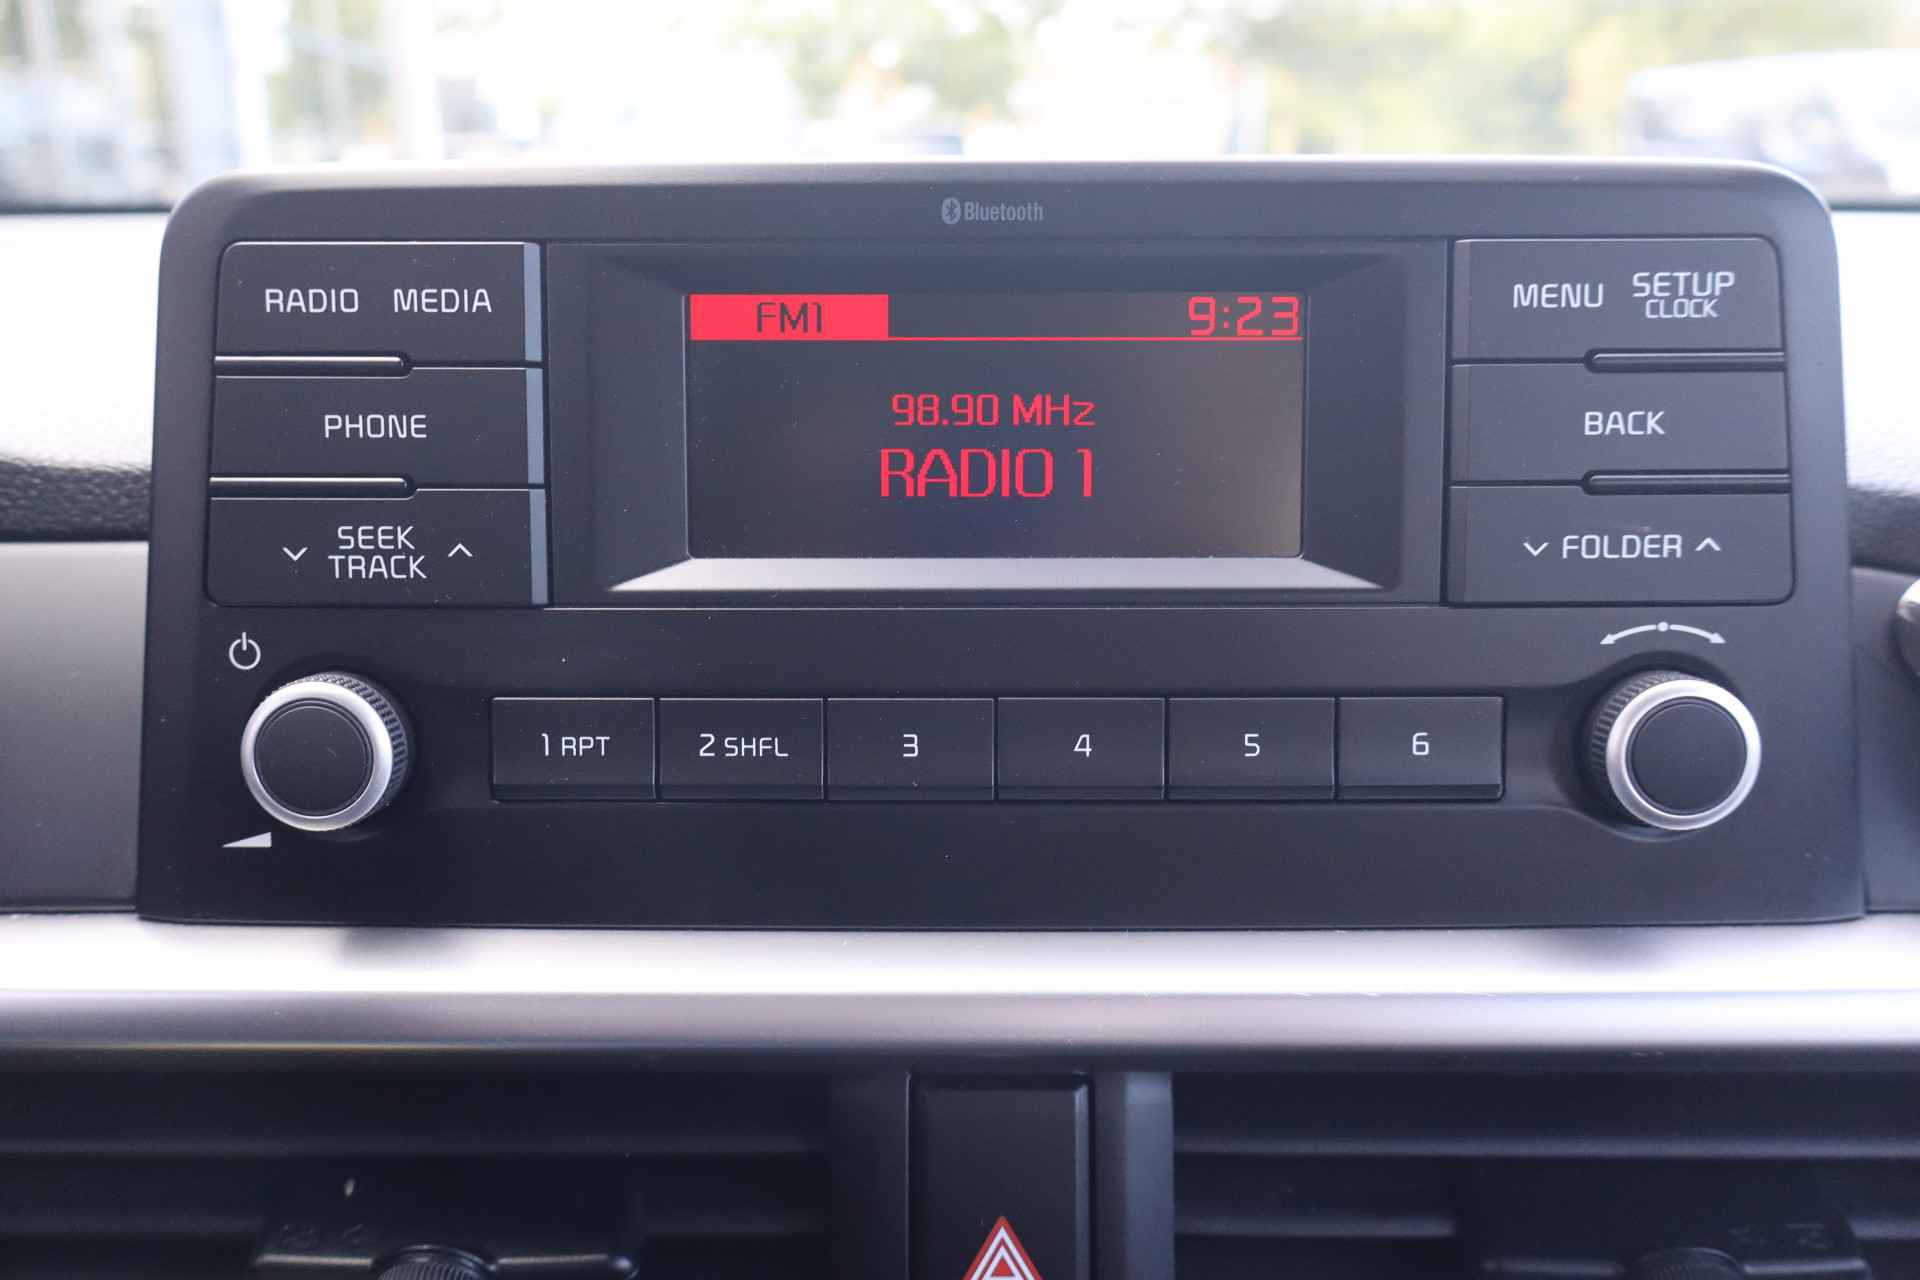 Bluetooth
RADIO MEDIA
PHONE
SEEK
TRACK
FM1 9:23
98.90 MHz
RADIO 1
MENU SETUP
CLOCK
BACK
FOLDER
1 RPT 2 SHFL 3 4 5 6